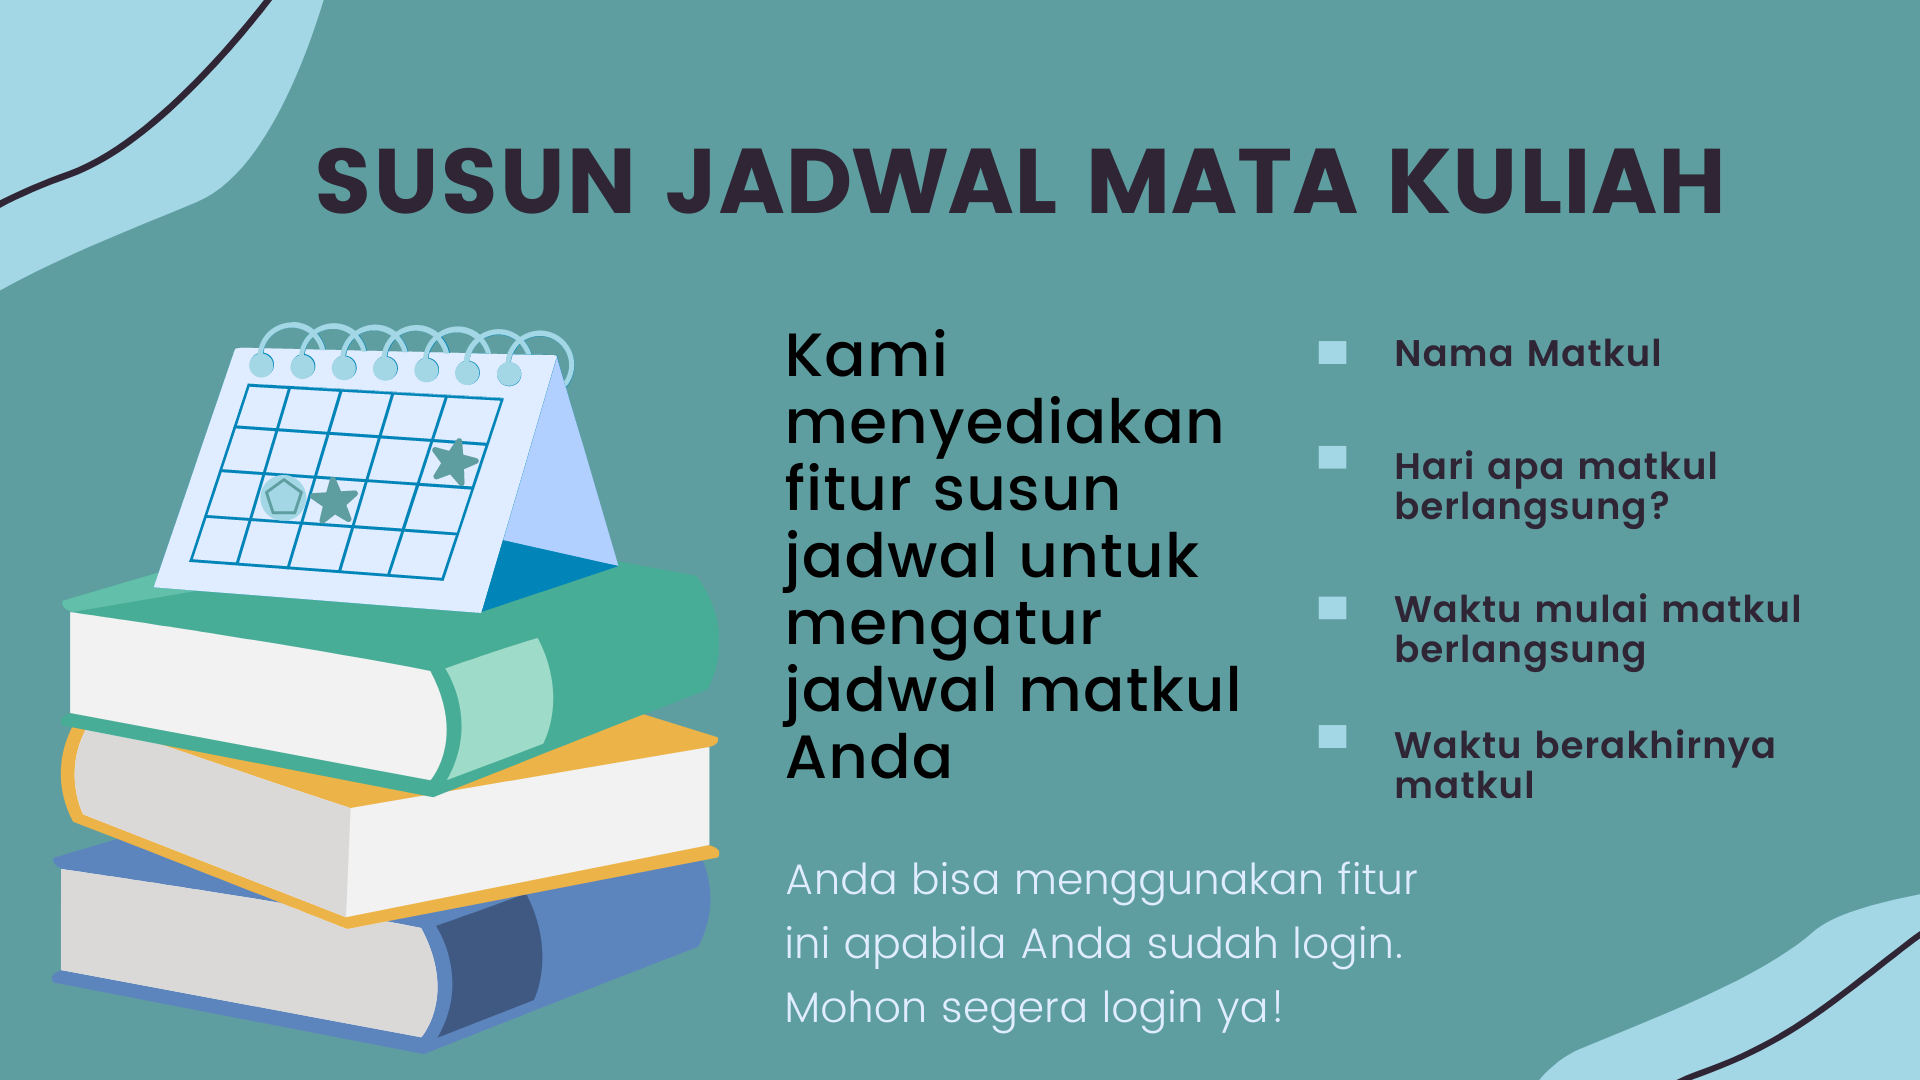 SUSUN JADWAL MATA KULIAH
Kami
menyediakan
fitur susun
jadwal untuk
mengatur
jadwal matkul
Anda
Nama Matkul
Hari apa matkul
berlangsung?
Waktu mulai matkul
berlangsung
Waktu berakhirnya
matkul
Anda bisa menggunakan fitur
ini apabila Anda sudah login.
Mohon segera login ya!